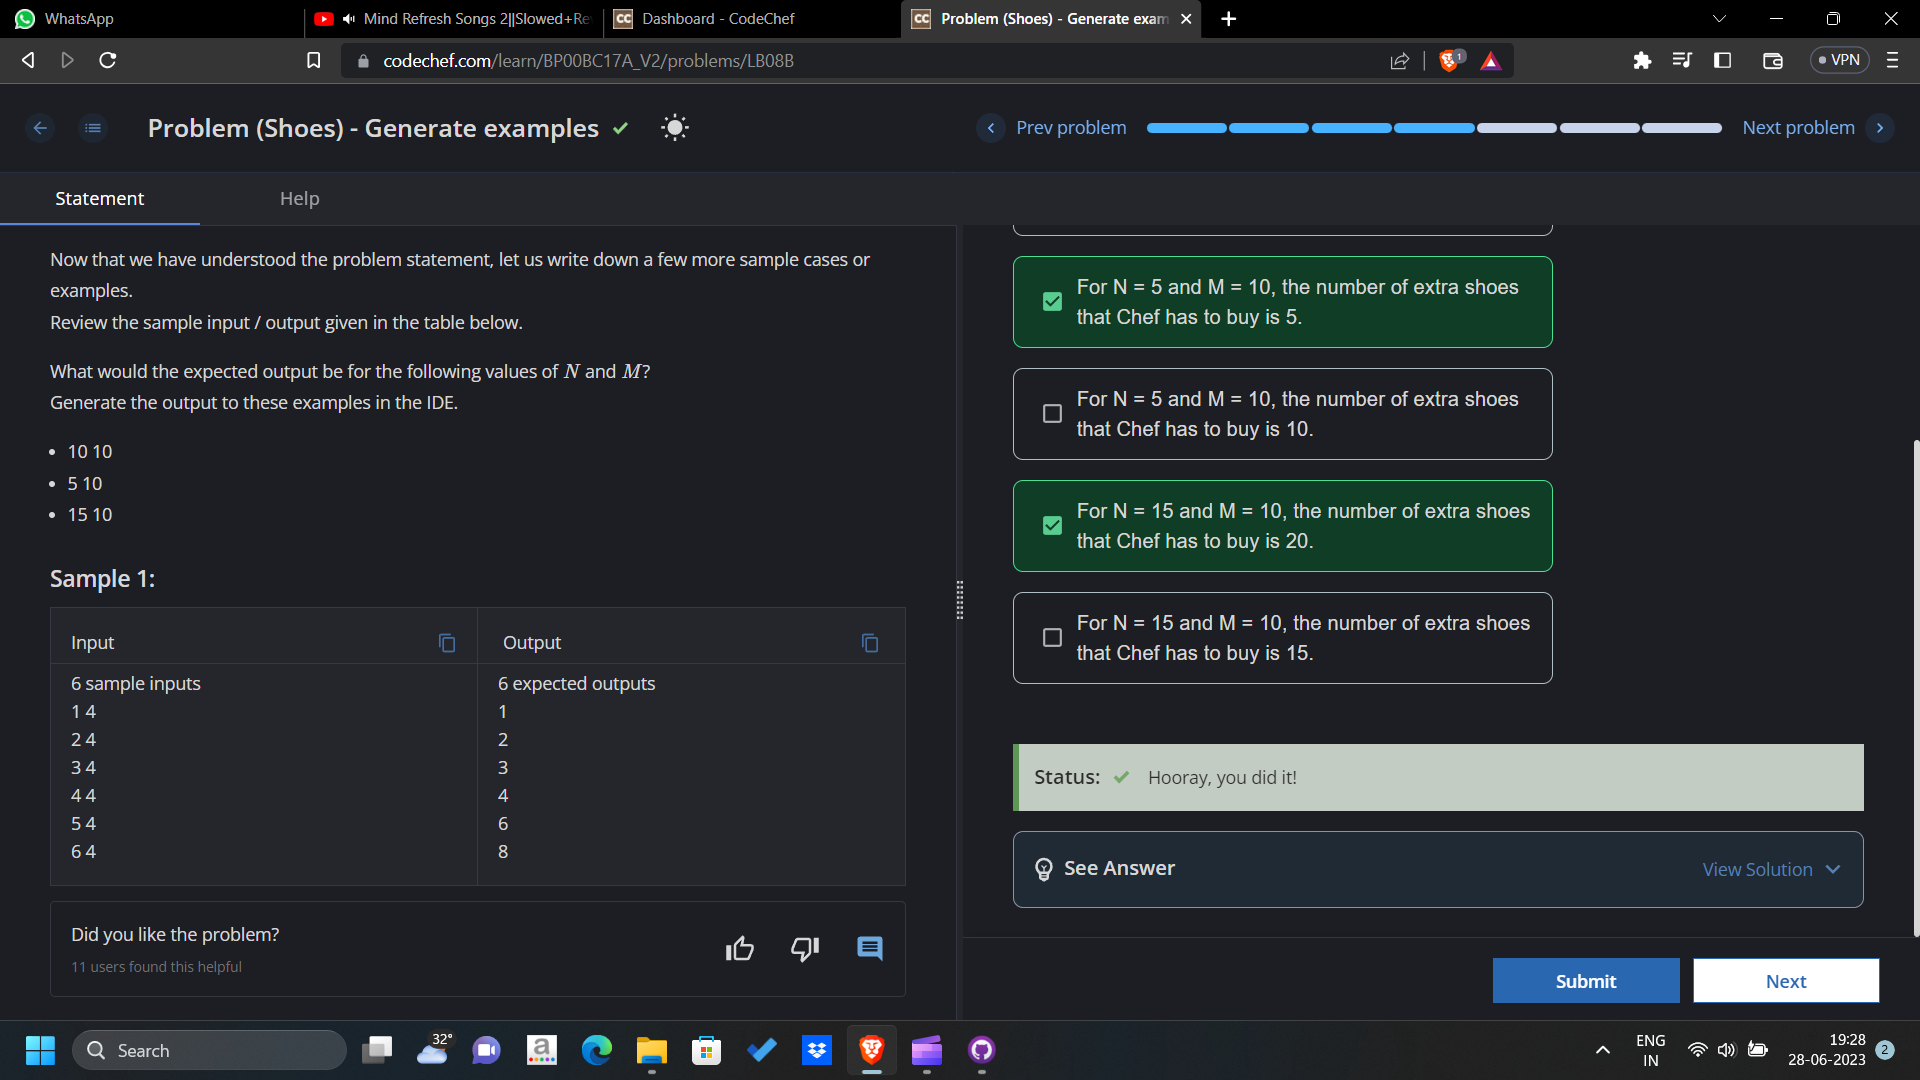 WhatsApp
Mind Refresh Songs 2||Slowed+Re
Dashboard - CodeChef
Problem (Shoes) - Generate exam
codechef.com/learn/BP00BC17A_V2/problems/LB08B
1
VPN
Problem (Shoes) - Generate examples
Prev problem
Next problem
Statement
Help
Now that we have understood the problem statement, let us write down a few more sample cases or
examples.
Review the sample input / output given in the table below.
What would the expected output be for the following values of N and M?
Generate the output to these examples in the IDE.
• 10 10
• 5 10
• 15 10
Sample 1:
Input
Output
6 sample inputs
6 expected outputs
1 4
1
2 4
2
3 4
3
4 4
4
5 4
6
6 4
8
Did you like the problem?
11 users found this helpful
For N = 5 and M = 10, the number of extra shoes
that Chef has to buy is 5.
For N = 5 and M = 10, the number of extra shoes
that Chef has to buy is 10.
For N = 15 and M = 10, the number of extra shoes
that Chef has to buy is 20.
For N = 15 and M = 10, the number of extra shoes
that Chef has to buy is 15.
Status: Hooray, you did it!
See Answer
View Solution
Submit
Next
Search
32°
a
ENG
IN
19:28
28-06-2023
2